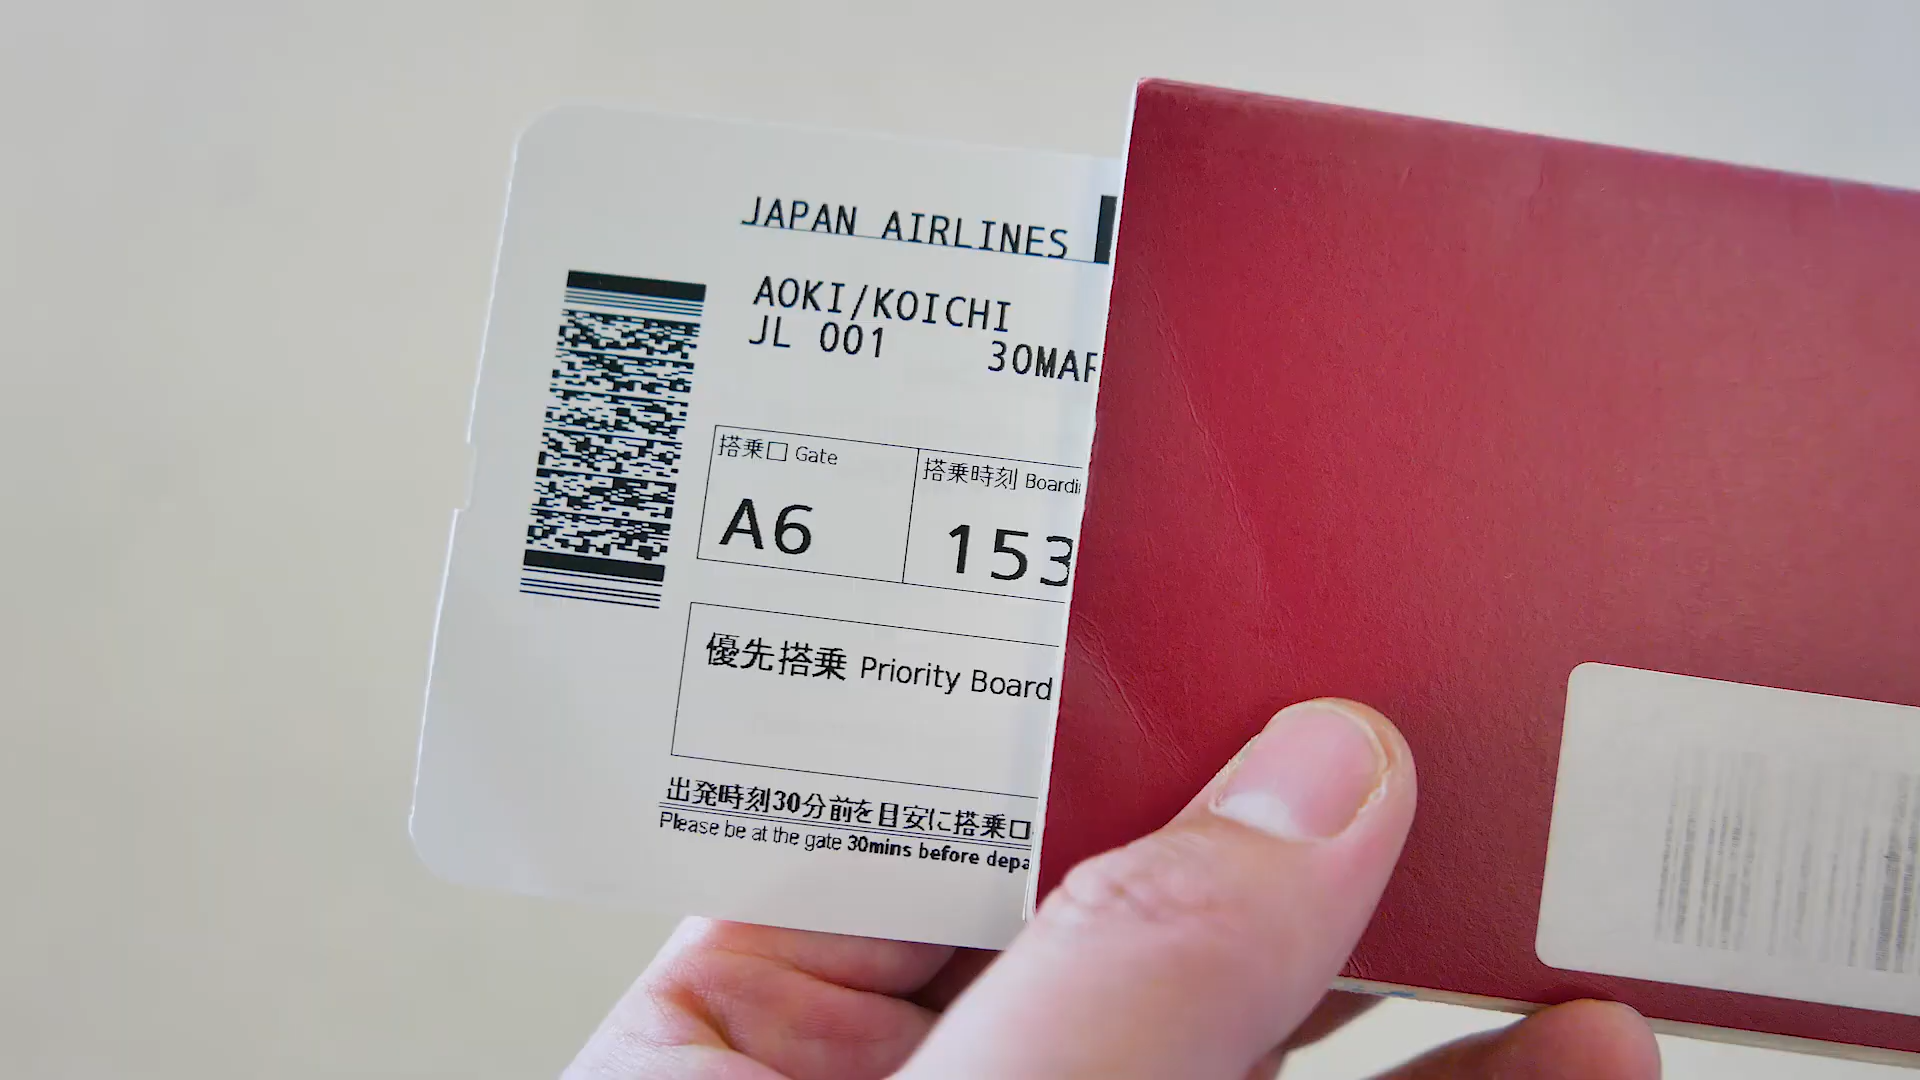 JAPAN AIRLINES
AOKI/KOICHI
JL 001 30MAR
搭乗口 Gate
A6
搭乗時刻 Boardi
153
優先搭乗 Priority Board
出発時刻30分前を目安に搭乗口
Please be at the gate 30mins before depa